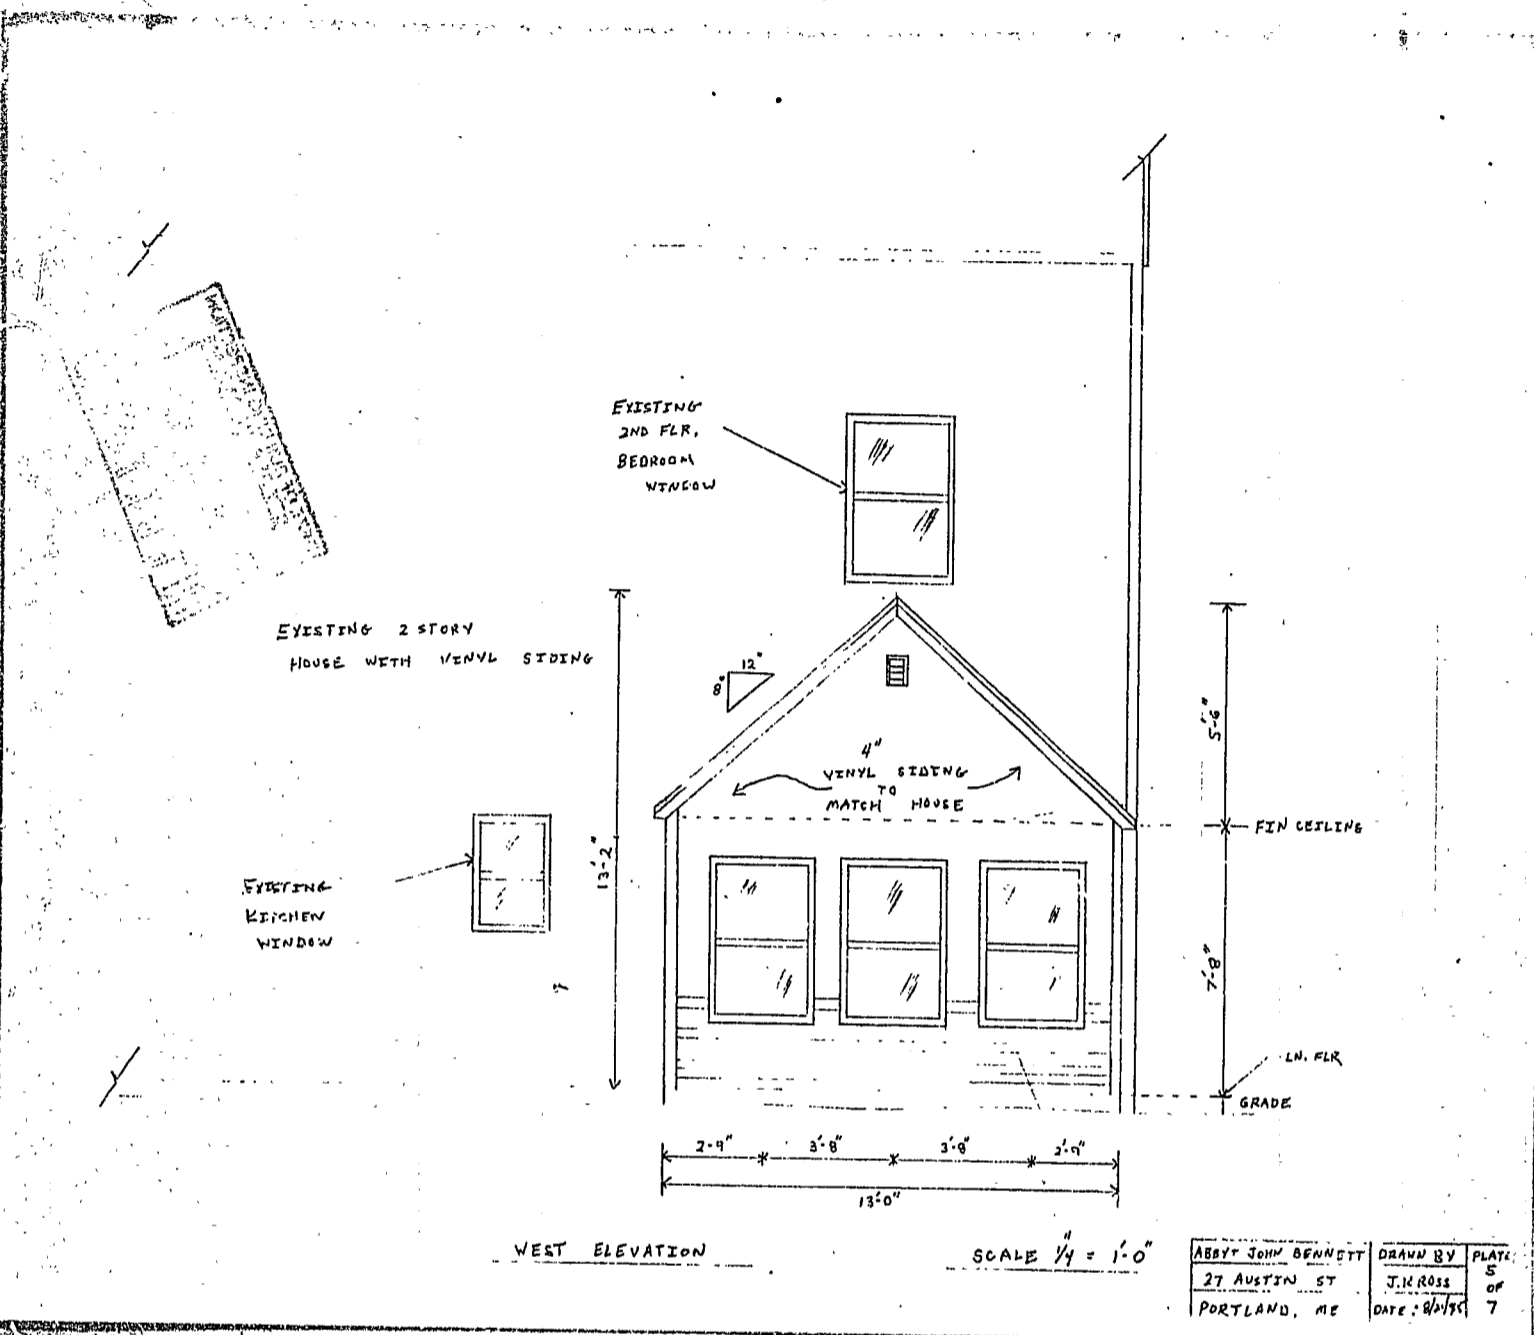 EXISTING
2ND FLR.
BEDROOM
WINDOW
EXISTING 2 STORY
HOUSE WITH VINYL SIDING
12"
8"
4"
VINYL SIDING
TO
MATCH HOUSE
5'-6"
FIN CEILING
13'-2"
EXISTING
KITCHEN
WINDOW
7'-8"
LN. FLR
GRADE
2'-9" 3'-8" 3'-8" 2'-9"
13'-0"
WEST ELEVATION
SCALE 1/4" = 1'-0"
ABBY & JOHN BENNETT
27 AUSTIN ST
PORTLAND, ME
DRAWN BY
J.K ROSS
DATE:
PLATE
5
OF
7